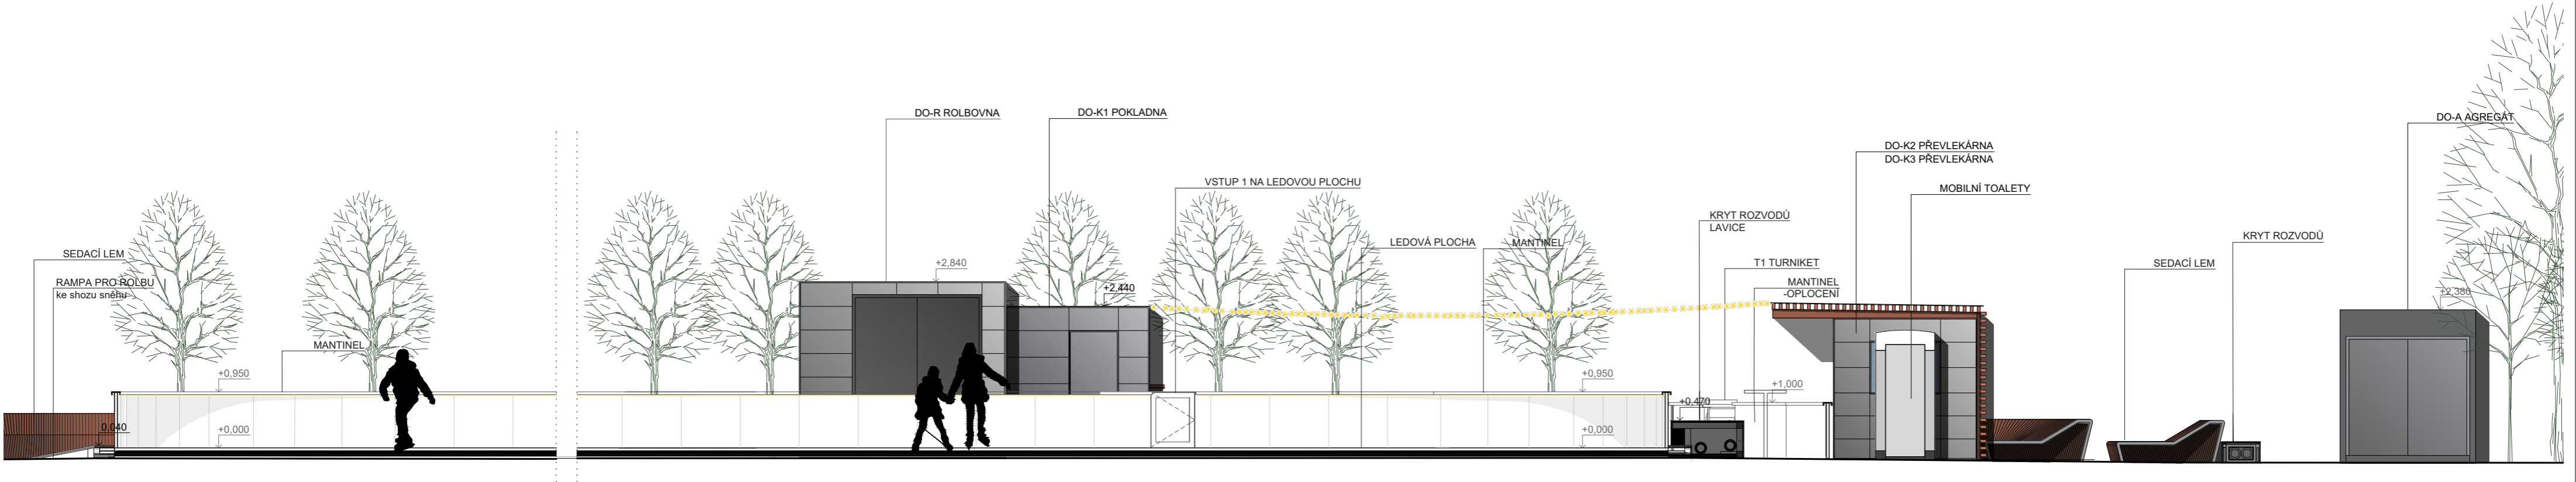 DO-R ROLBOVNA
DO-K1 POKLADNA
DO-A AGREGÁT
DO-K2 PŘEVLEKÁRNA
DO-K3 PŘEVLEKÁRNA
VSTUP 1 NA LEDOVOU PLOCHU
MOBILNÍ TOALETY
KRYT ROZVODŮ
LAVICE
KRYT ROZVODŮ
LEDOVÁ PLOCHA
MANTINEL
SEDACÍ LEM
T1 TURNIKET
SEDACÍ LEM
+2,840
RAMPA PRO ROLBU
ke shozu sněhu
MANTINEL
-OPLOCENÍ
+2,440
+2,380
MANTINEL
+0,950
+0,950
+1,000
+0,470
0,040
+0,000
+0,000